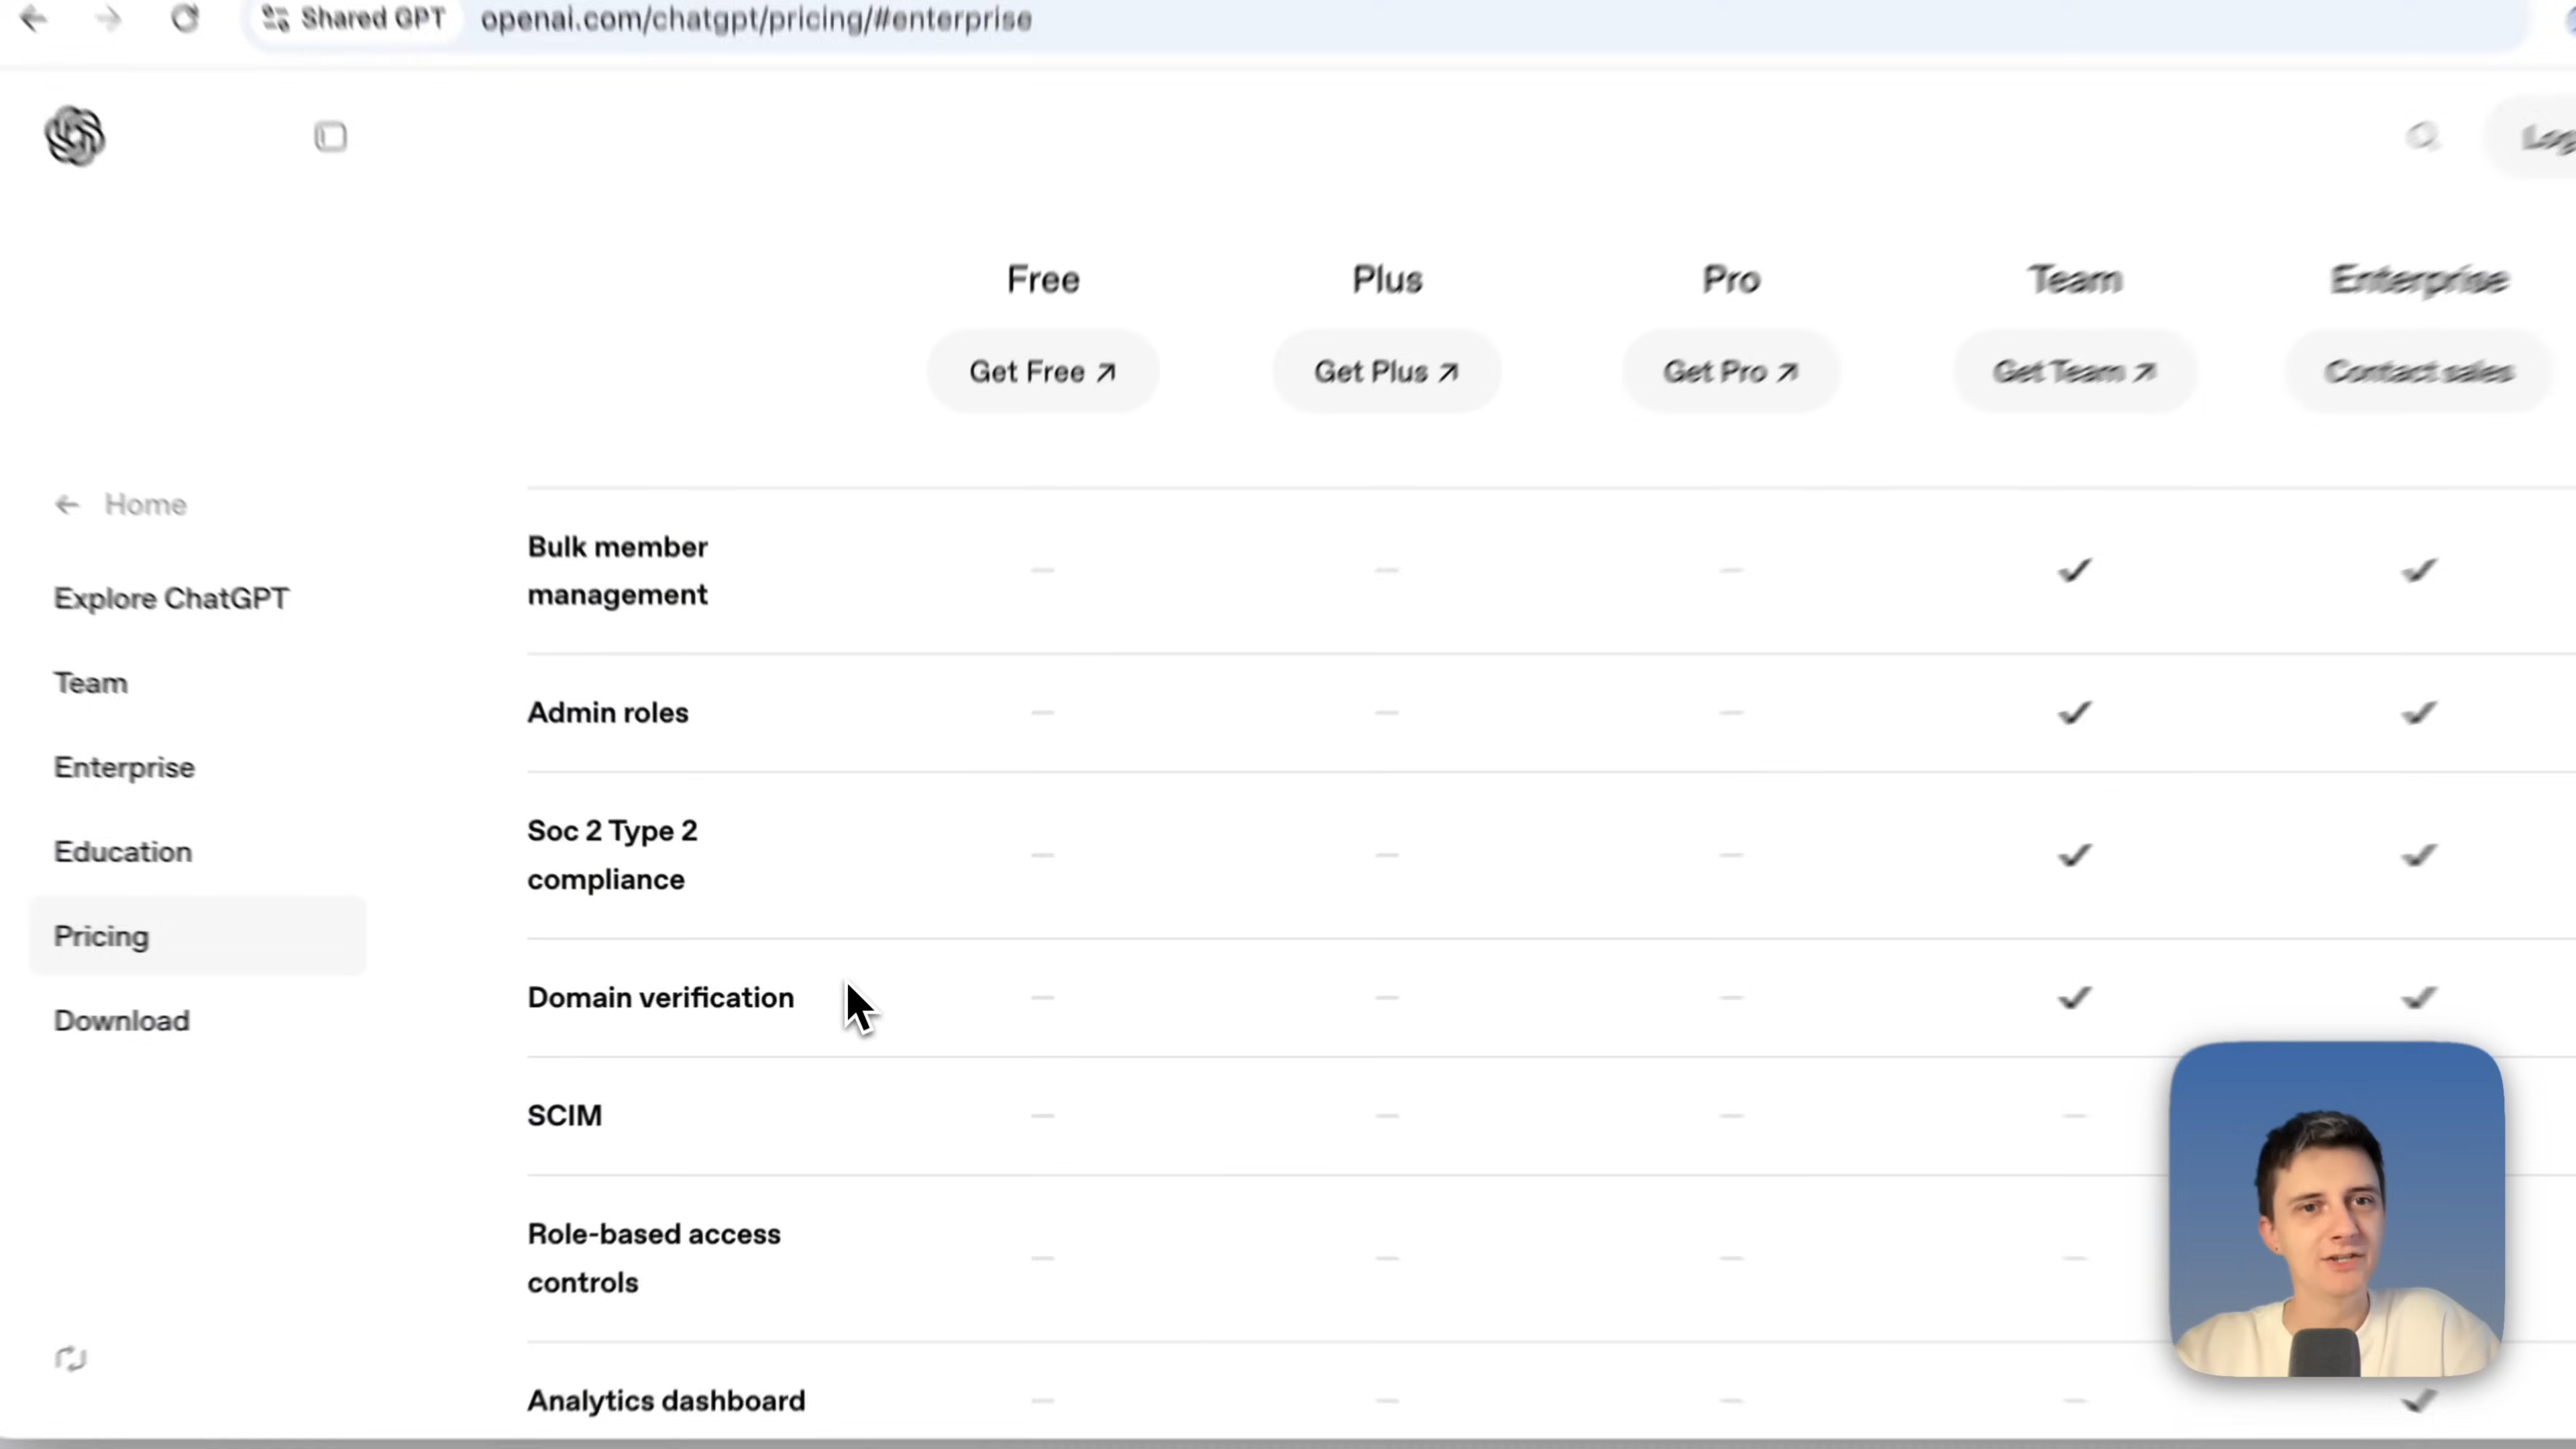 Shared GPT openai.com/chatgpt/pricing/#enterprise
Free Plus Pro Team Enterprise
Get Free ↗ Get Plus ↗ Get Pro ↗ Get Team ↗ Contact sales
← Home
Explore ChatGPT
Team
Enterprise
Education
Pricing
Download
Bulk member
management
Admin roles
Soc 2 Type 2
compliance
Domain verification
SCIM
Role-based access
controls
Analytics dashboard